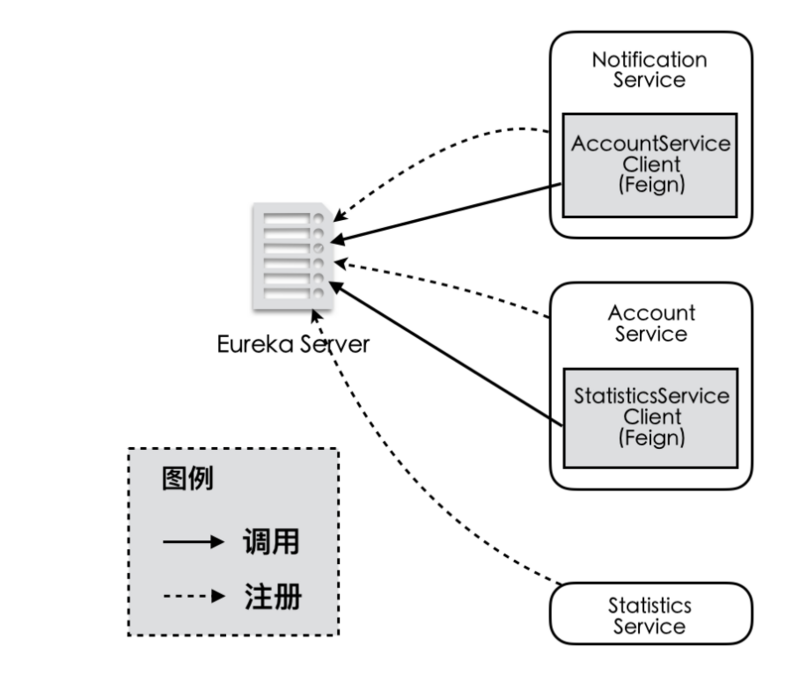 Notification
Service
AccountService
Client
(Feign)
Eureka Server
Account
Service
StatisticsService
Client
(Feign)
图例
调用
注册
Statistics
Service